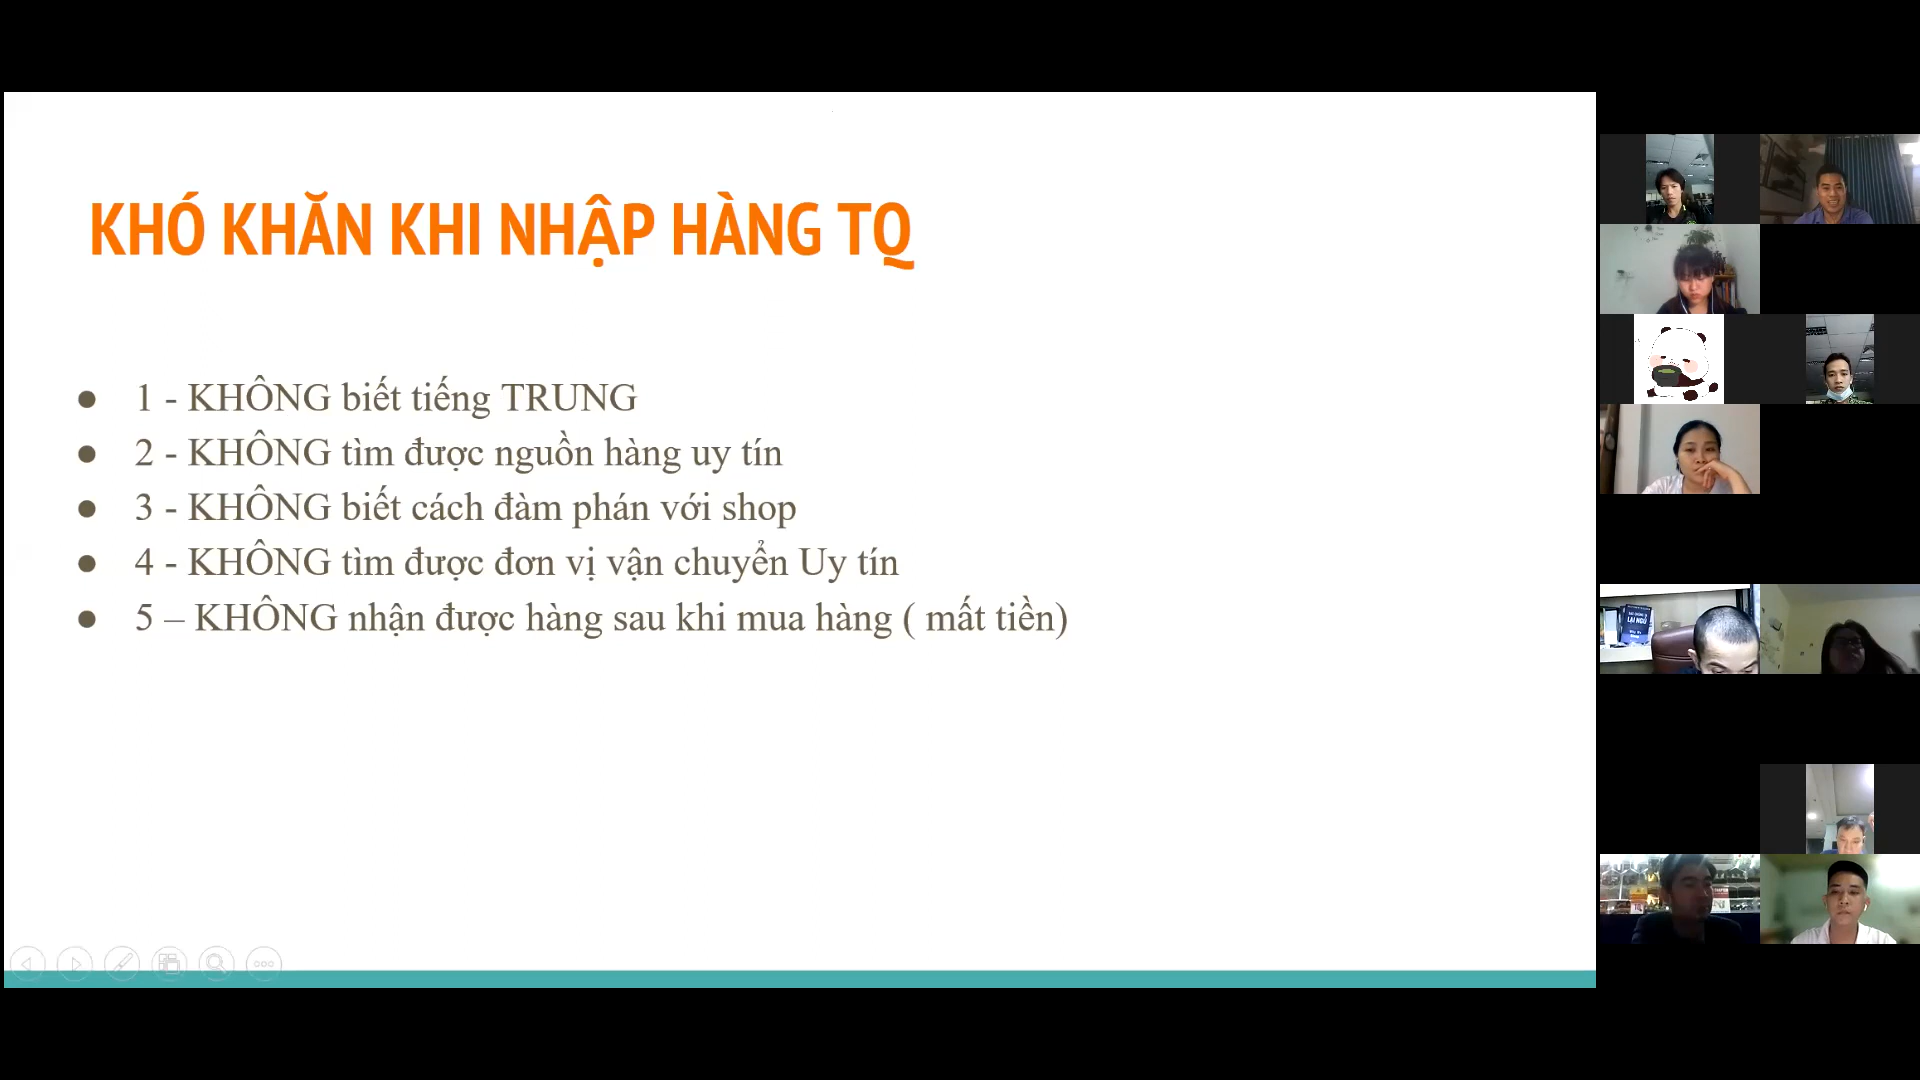 KHÓ KHĂN KHI NHẬP HÀNG TQ
● 1 - KHÔNG biết tiếng TRUNG
● 2 - KHÔNG tìm được nguồn hàng uy tín
● 3 - KHÔNG biết cách đàm phán với shop
● 4 - KHÔNG tìm được đơn vị vận chuyển Uy tín
● 5 – KHÔNG nhận được hàng sau khi mua hàng ( mất tiền)
LẠI NGŨ